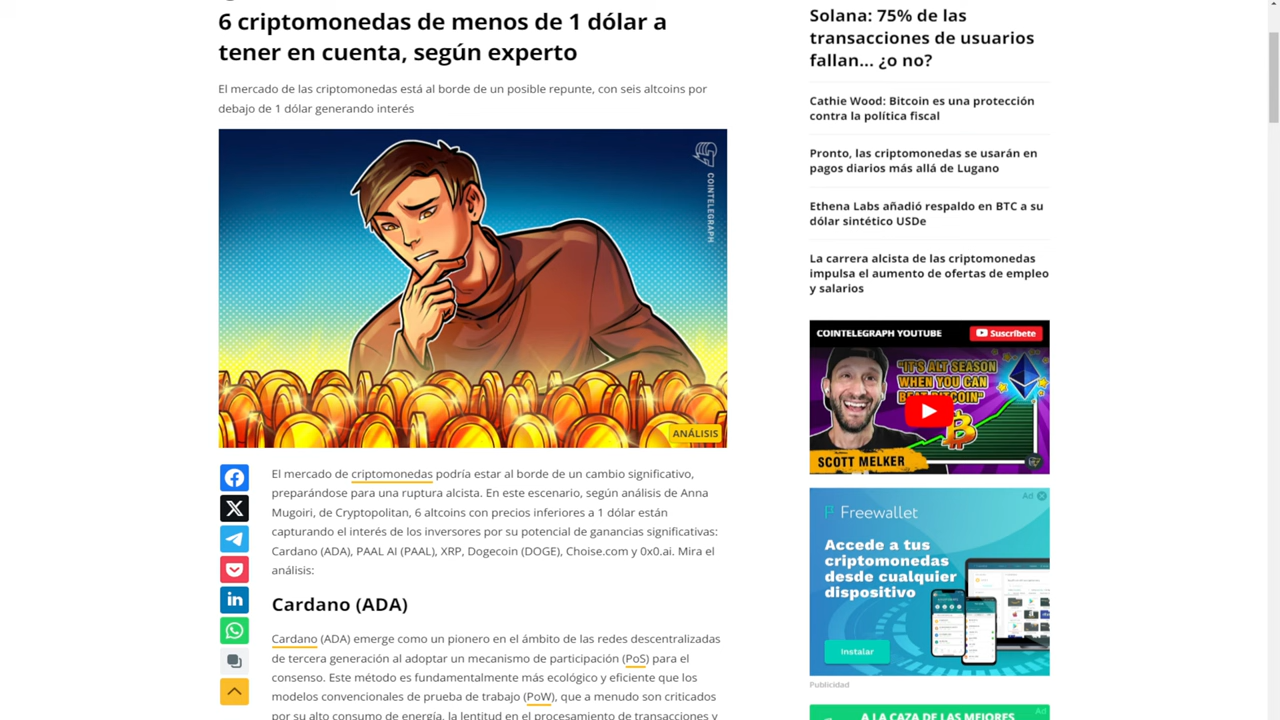 6 criptomonedas de menos de 1 dólar a
tener en cuenta, según experto
El mercado de las criptomonedas está al borde de un posible repunte, con seis altcoins por
debajo de 1 dólar generando interés
COINTELEGRAPH
ANÁLISIS
El mercado de criptomonedas podría estar al borde de un cambio significativo,
preparándose para una ruptura alcista. En este escenario, según análisis de Anna
Mugoiri, de Cryptopolitan, 6 altcoins con precios inferiores a 1 dólar están
capturando el interés de los inversores por su potencial de ganancias significativas:
Cardano (ADA), PAAL AI (PAAL), XRP, Dogecoin (DOGE), Choise.com y 0x0.ai. Mira el
análisis:
Cardano (ADA)
Cardano (ADA) emerge como un pionero en el ámbito de las redes descentralizadas
de tercera generación al adoptar un mecanismo de participación (PoS) para el
consenso. Este método es fundamentalmente más ecológico y eficiente que los
modelos convencionales de prueba de trabajo (PoW), que a menudo son criticados
por su alto consumo de energía, la lentitud en el procesamiento de transacciones y
Solana: 75% de las
transacciones de usuarios
fallan... ¿o no?
Cathie Wood: Bitcoin es una protección
contra la política fiscal
Pronto, las criptomonedas se usarán en
pagos diarios más allá de Lugano
Ethena Labs añadió respaldo en BTC a su
dólar sintético USDe
La carrera alcista de las criptomonedas
impulsa el aumento de ofertas de empleo
y salarios
COINTELEGRAPH YOUTUBE
Suscríbete
"IT'S ALT SEASON
WHEN YOU CAN
BEAT BITCOIN"
SCOTT MELKER
Ad
Freewallet
Accede a tus
criptomonedas
desde cualquier
dispositivo
Instalar
Publicidad
Ad
A LA CAZA DE LAS MEJORES